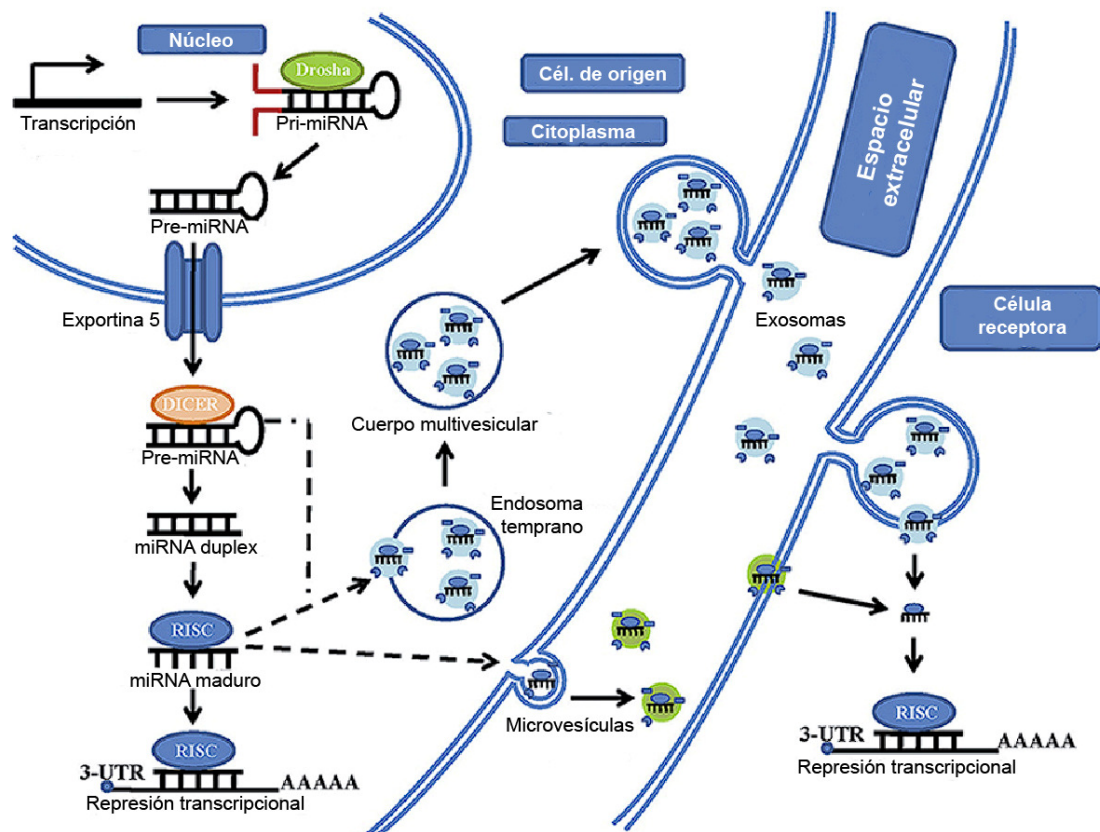 Núcleo
Drosha
Transcripción
Pri-miRNA
Pre-miRNA
Exportina 5
DICER
Pre-miRNA
miRNA duplex
RISC
miRNA maduro
RISC
3-UTR
AAAAA
Represión transcripcional
Cél. de origen
Citoplasma
Cuerpo multivesicular
Endosoma
temprano
Microvesículas
Espacio
extracelular
Exosomas
Célula
receptora
RISC
3-UTR
AAAAA
Represión transcripcional